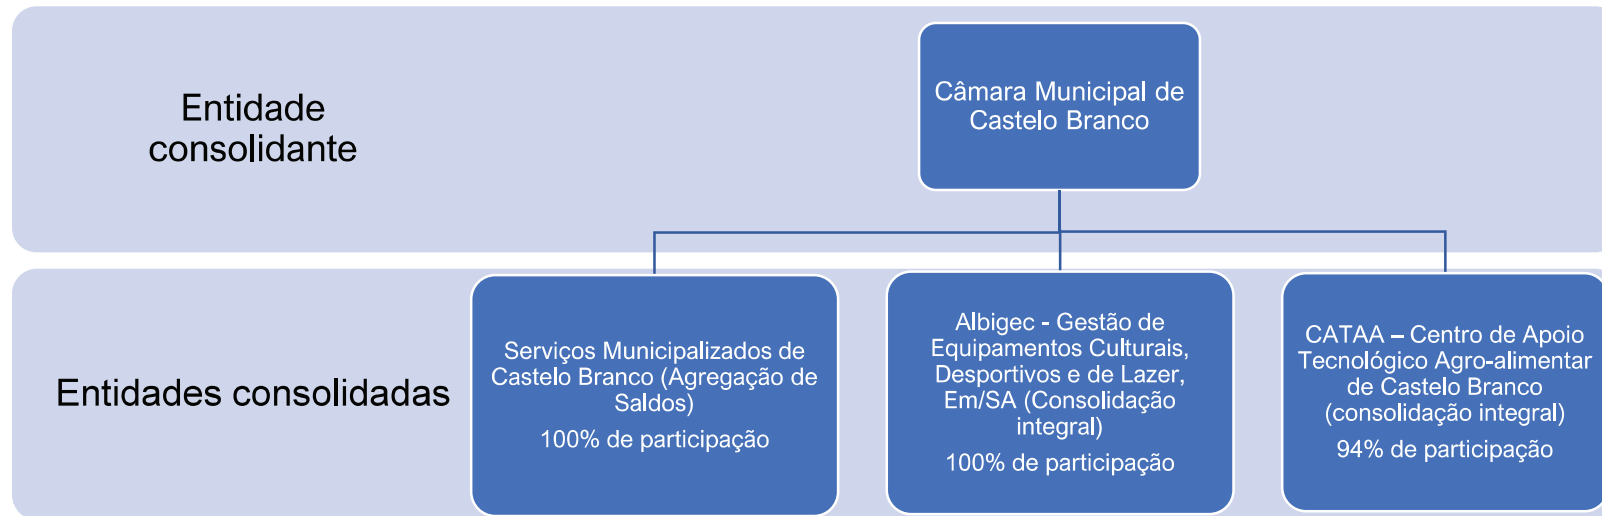 Entidade
consolidante
Câmara Municipal de
Castelo Branco
Entidades consolidadas
Serviços Municipalizados de
Castelo Branco (Agregação de
Saldos)
100% de participação
Albigec - Gestão de
Equipamentos Culturais,
Desportivos e de Lazer,
Em/SA (Consolidação
integral)
100% de participação
CATAA – Centro de Apoio
Tecnológico Agro-alimentar
de Castelo Branco
(consolidação integral)
94% de participação